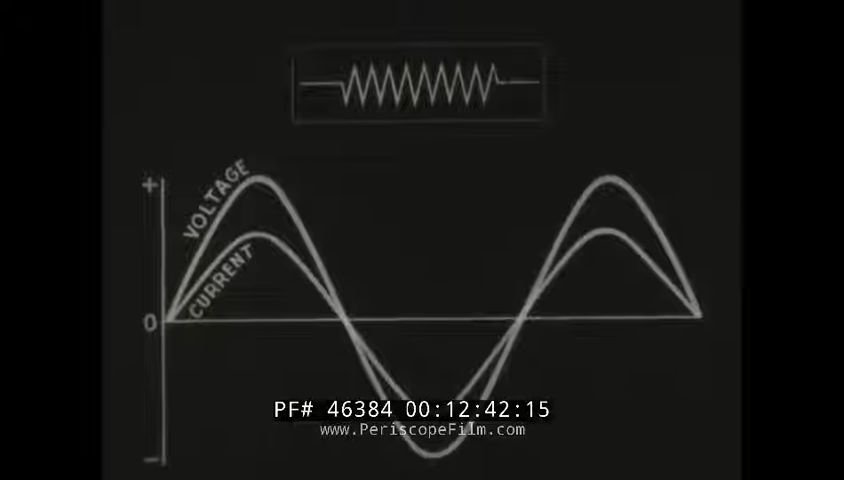 +
VOLTAGE
CURRENT
0
PF# 46384 00:12:42:15
www.PeriscopeFilm.com
-